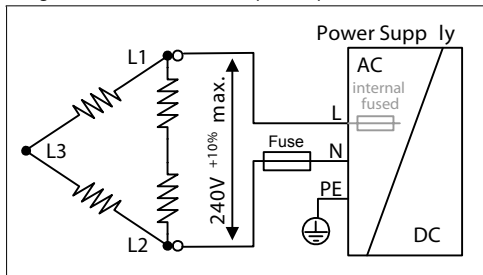 Power Supp ly
L1
AC
internal
fused
L
240V +10% max.
Fuse
N
L3
PE
L2
DC